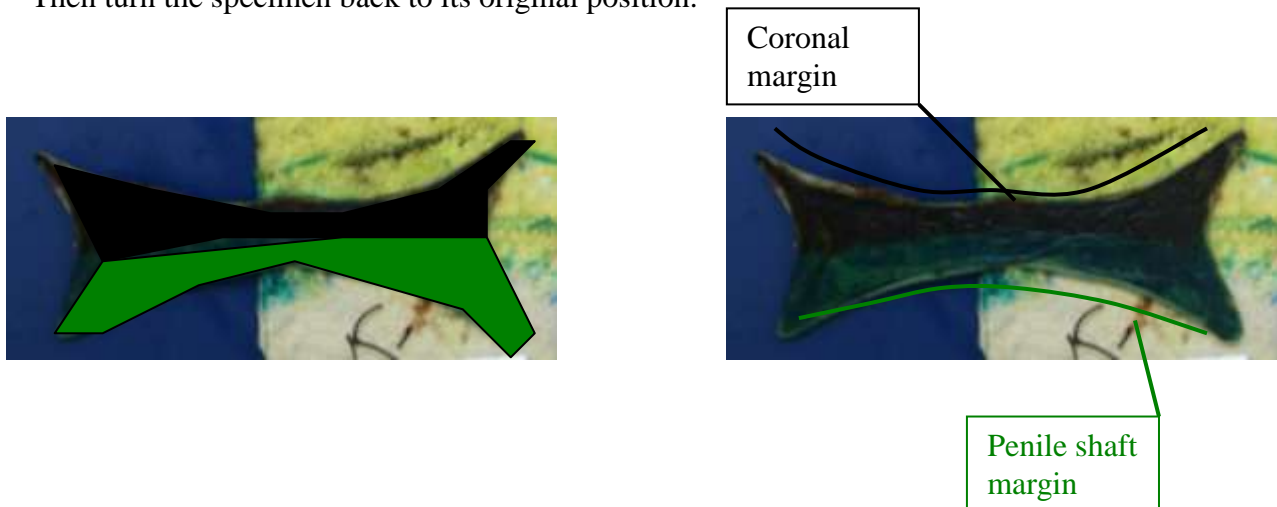 Then turn the specimen back to its original position.
Coronal
margin
Penile shaft
margin